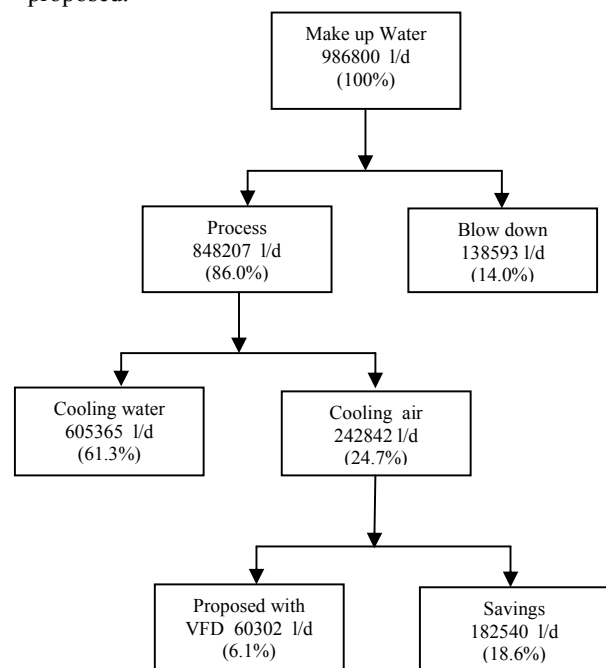 proposed.
Make up Water
986800 l/d
(100%)
Process
848207 l/d
(86.0%)
Blow down
138593 l/d
(14.0%)
Cooling water
605365 l/d
(61.3%)
Cooling air
242842 l/d
(24.7%)
Proposed with
VFD 60302 l/d
(6.1%)
Savings
182540 l/d
(18.6%)